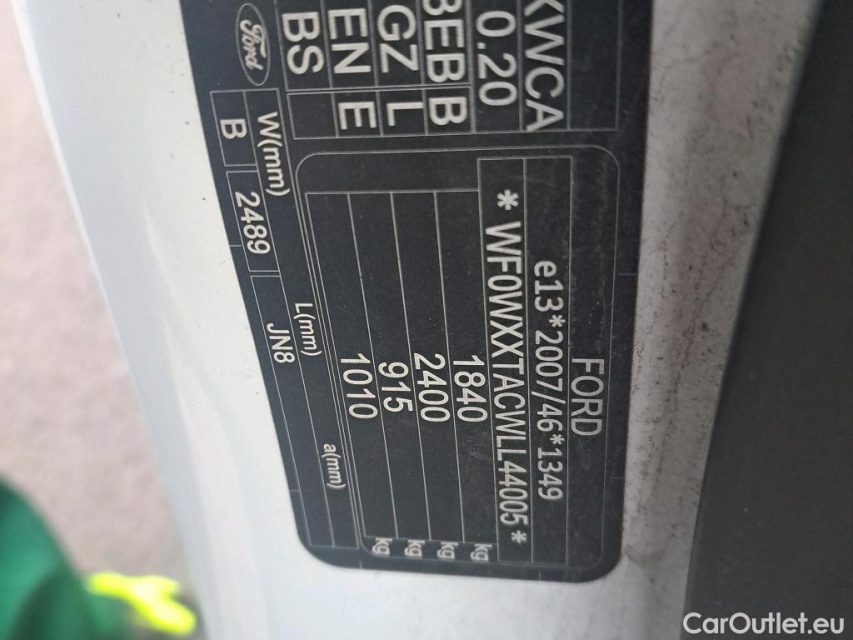 FORD
e13*2007/46*1349
* WF0WXXTACWLL44005 *
1840 kg
2400 kg
915 kg
1010 kg
KWCA
0.20
BEB B
GZ L
EN E
BS
W(mm) L(mm) a(mm)
B 2489 JN8
Ford
CarOutlet.eu